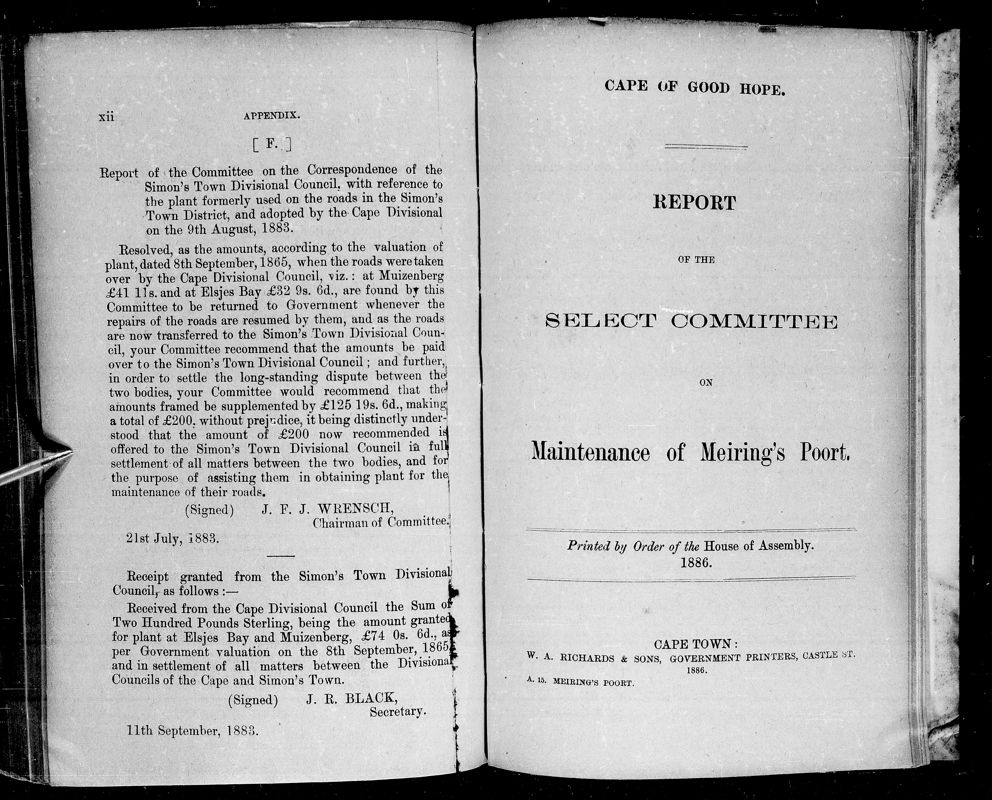 xii APPENDIX.
[ F. ]
Report of the Committee on the Correspondence of the
Simon's Town Divisional Council, with reference to
the plant formerly used on the roads in the Simon's
Town District, and adopted by the Cape Divisional
on the 9th August, 1883.
Resolved, as the amounts, according to the valuation of
plant, dated 8th September, 1865, when the roads were taken
over by the Cape Divisional Council, viz.: at Muizenberg
£41 11s. and at Elsjes Bay £32 9s. 6d., are found by this
Committee to be returned to Government whenever the
repairs of the roads are resumed by them, and as the roads
are now transferred to the Simon's Town Divisional Coun-
cil, your Committee recommend that the amounts be paid
over to the Simon's Town Divisional Council; and further,
in order to settle the long-standing dispute between the
two bodies, your Committee would recommend that the
amounts framed be supplemented by £125 19s. 6d., making
a total of £200, without prejudice, it being distinctly under-
stood that the amount of £200 now recommended is
offered to the Simon's Town Divisional Council in full
settlement of all matters between the two bodies, and for
the purpose of assisting them in obtaining plant for the
maintenance of their roads.
(Signed) J. F. J. WRENSCH,
Chairman of Committee.
21st July, 1883.
Receipt granted from the Simon's Town Divisional
Council, as follows :—
Received from the Cape Divisional Council the Sum of
Two Hundred Pounds Sterling, being the amount granted
for plant at Elsjes Bay and Muizenberg, £74 0s. 6d., as
per Government valuation on the 8th September, 1865,
and in settlement of all matters between the Divisional
Councils of the Cape and Simon's Town.
(Signed) J. R. BLACK,
Secretary.
11th September, 1883.
CAPE OF GOOD HOPE.
REPORT
OF THE
SELECT COMMITTEE
ON
Maintenance of Meiring's Poort.
Printed by Order of the House of Assembly.
1886.
CAPE TOWN:
W. A. RICHARDS & SONS, GOVERNMENT PRINTERS, CASTLE ST.
1886.
A. 15. MEIRING'S POORT.